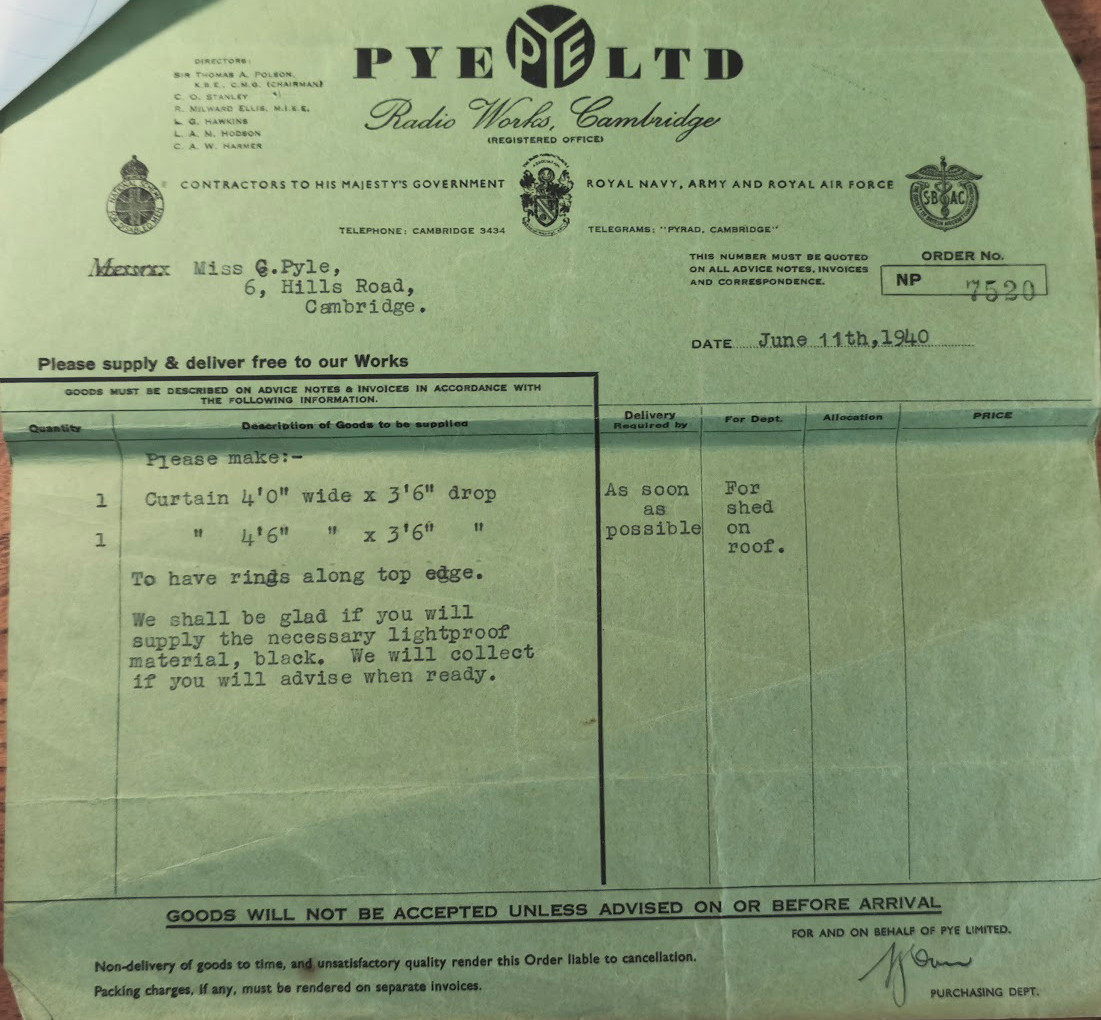 PYE PYE LTD
DIRECTORS:
SIR THOMAS A. POLSON,
K.B.E., C.M.G. (CHAIRMAN)
C. O. STANLEY
R. MILWARD ELLIS, M.I.E.E.
L. G. HAWKINS
L. A. M. HODSON
C. A. W. HARMER
Radio Works, Cambridge
(REGISTERED OFFICE)
CONTRACTORS TO HIS MAJESTY'S GOVERNMENT ROYAL NAVY, ARMY AND ROYAL AIR FORCE
S·B A·C
TELEPHONE: CAMBRIDGE 3434 TELEGRAMS: "PYRAD, CAMBRIDGE"
Messrs Miss G.Pyle,
6, Hills Road,
Cambridge.
THIS NUMBER MUST BE QUOTED
ON ALL ADVICE NOTES, INVOICES
AND CORRESPONDENCE.
ORDER No.
NP 7520
DATE June 11th,1940
Please supply & deliver free to our Works
GOODS MUST BE DESCRIBED ON ADVICE NOTES & INVOICES IN ACCORDANCE WITH
THE FOLLOWING INFORMATION.
Quantity Description of Goods to be supplied Delivery Required by For Dept. Allocation PRICE
Please make:-
1 Curtain 4'0" wide x 3'6" drop
1 " 4'6" " x 3'6" "
As soon
as
possible
For
shed
on
roof.
To have rings along top edge.
We shall be glad if you will
supply the necessary lightproof
material, black. We will collect
if you will advise when ready.
GOODS WILL NOT BE ACCEPTED UNLESS ADVISED ON OR BEFORE ARRIVAL
FOR AND ON BEHALF OF PYE LIMITED.
Non-delivery of goods to time, and unsatisfactory quality render this Order liable to cancellation.
Packing charges, if any, must be rendered on separate invoices.
PURCHASING DEPT.